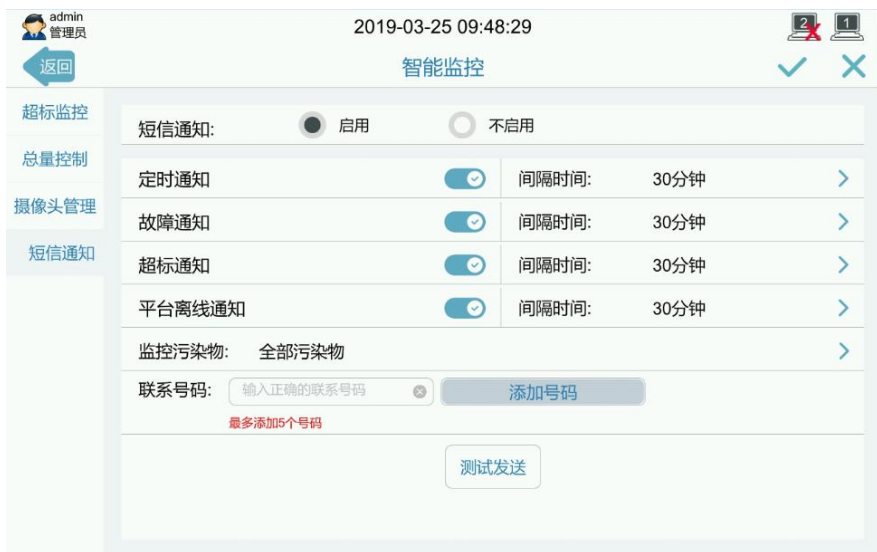 admin
管理员
2019-03-25 09:48:29
2
1
返回
智能监控
超标监控
总量控制
摄像头管理
短信通知
短信通知: 启用 不启用
定时通知 间隔时间: 30分钟
故障通知 间隔时间: 30分钟
超标通知 间隔时间: 30分钟
平台离线通知 间隔时间: 30分钟
监控污染物: 全部污染物
联系号码: 输入正确的联系号码 添加号码
最多添加5个号码
测试发送